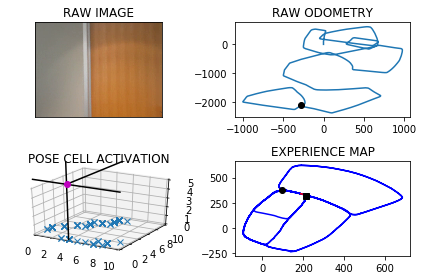 RAW IMAGE
RAW ODOMETRY
0
−1000
−2000
−1000 0 1000
POSE CELL ACTIVATION
5
4
3
2
1
0
0 2 4 6 8 10
0 2 4 6 8 10
EXPERIENCE MAP
500
250
0
−250
0 200 400 600